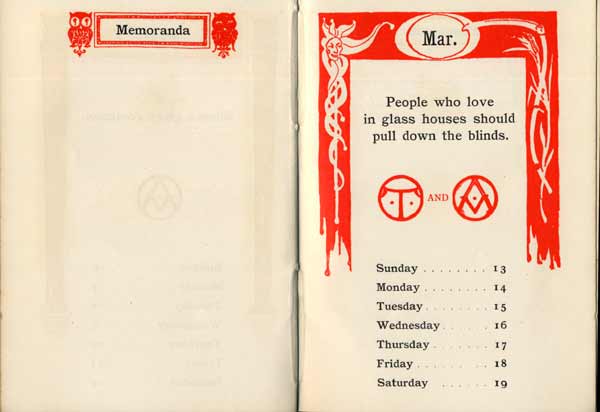 Memoranda
Mar.
People who love
in glass houses should
pull down the blinds.
AND
Sunday ........ 13
Monday ........ 14
Tuesday ........ 15
Wednesday ...... 16
Thursday ....... 17
Friday ......... 18
Saturday ...... 19